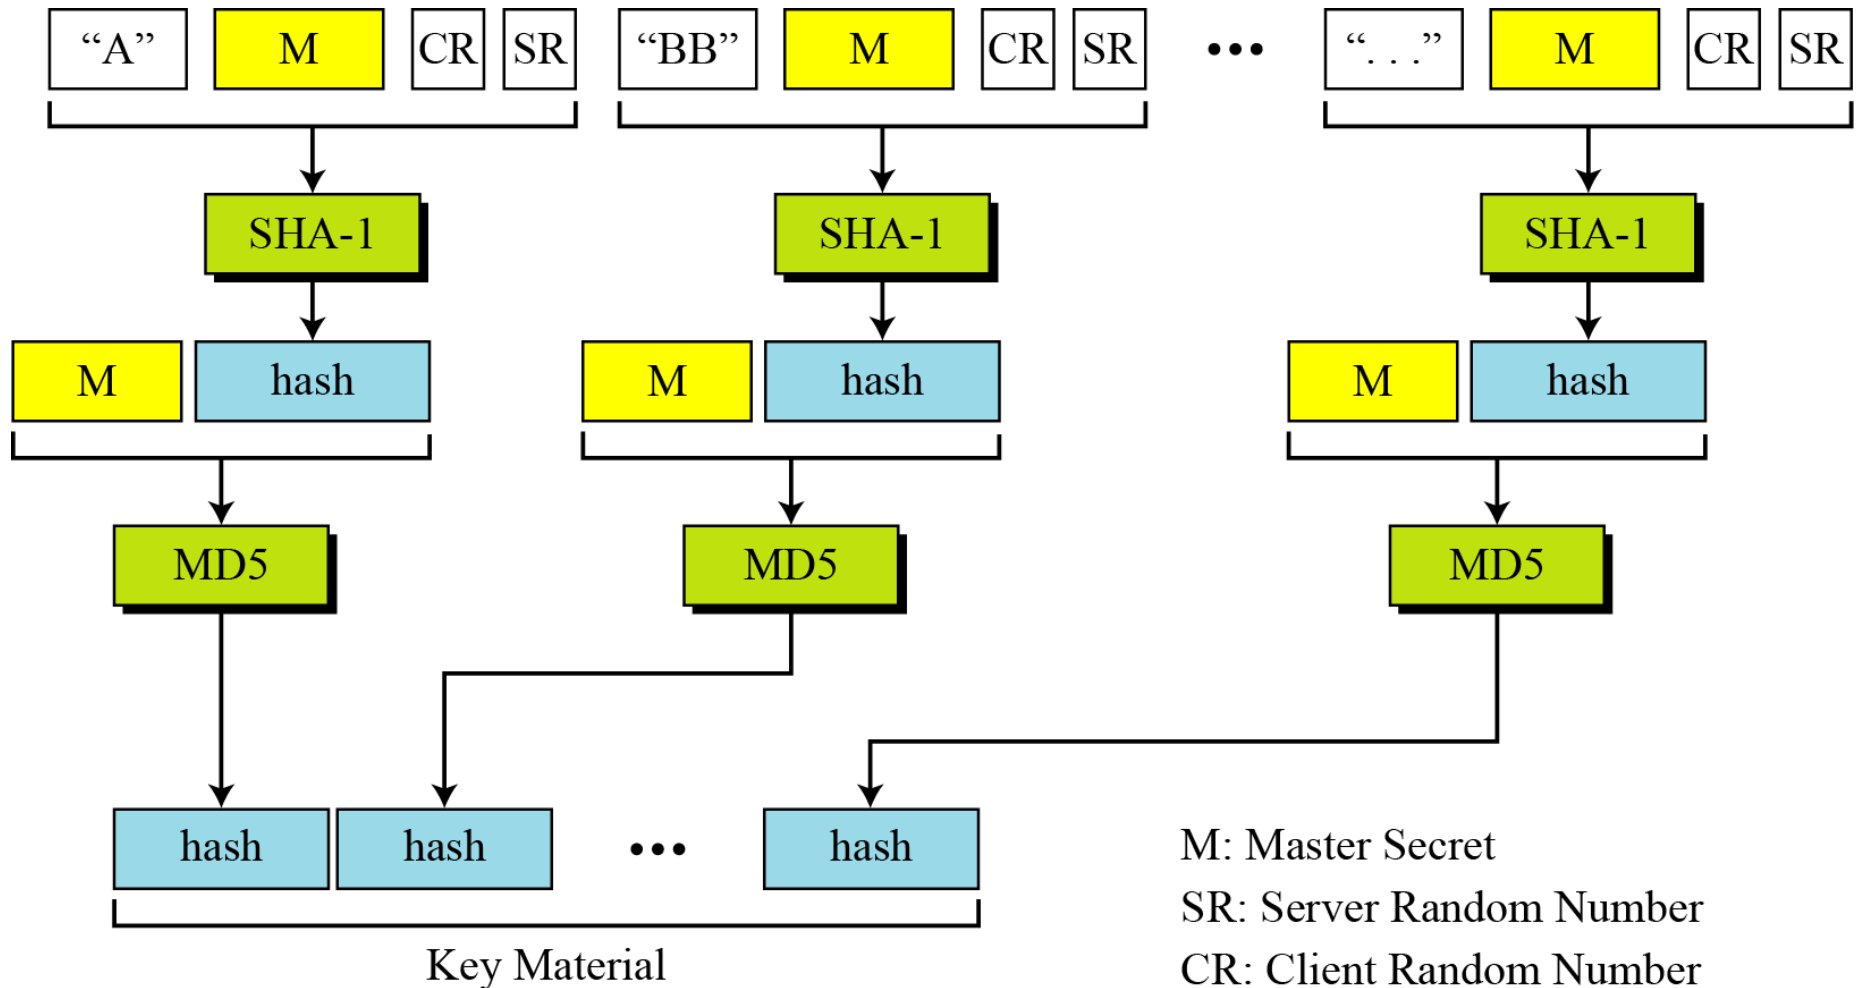 “A” M CR SR “BB” M CR SR ••• “. . .” M CR SR
SHA-1 SHA-1 SHA-1
M hash M hash M hash
MD5 MD5 MD5
hash hash ••• hash
Key Material
M: Master Secret
SR: Server Random Number
CR: Client Random Number